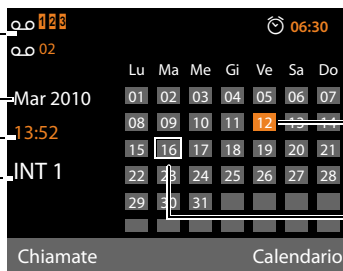 1 2 3 06:30
02
Lu Ma Me Gi Ve Sa Do
Mar 2010 01 02 03 04 05 06 07
13:52 08 09 10 11 12 13 14
15 16 17 18 19 20 21
INT 1 22 23 24 25 26 27 28
29 30 31
Chiamate Calendario